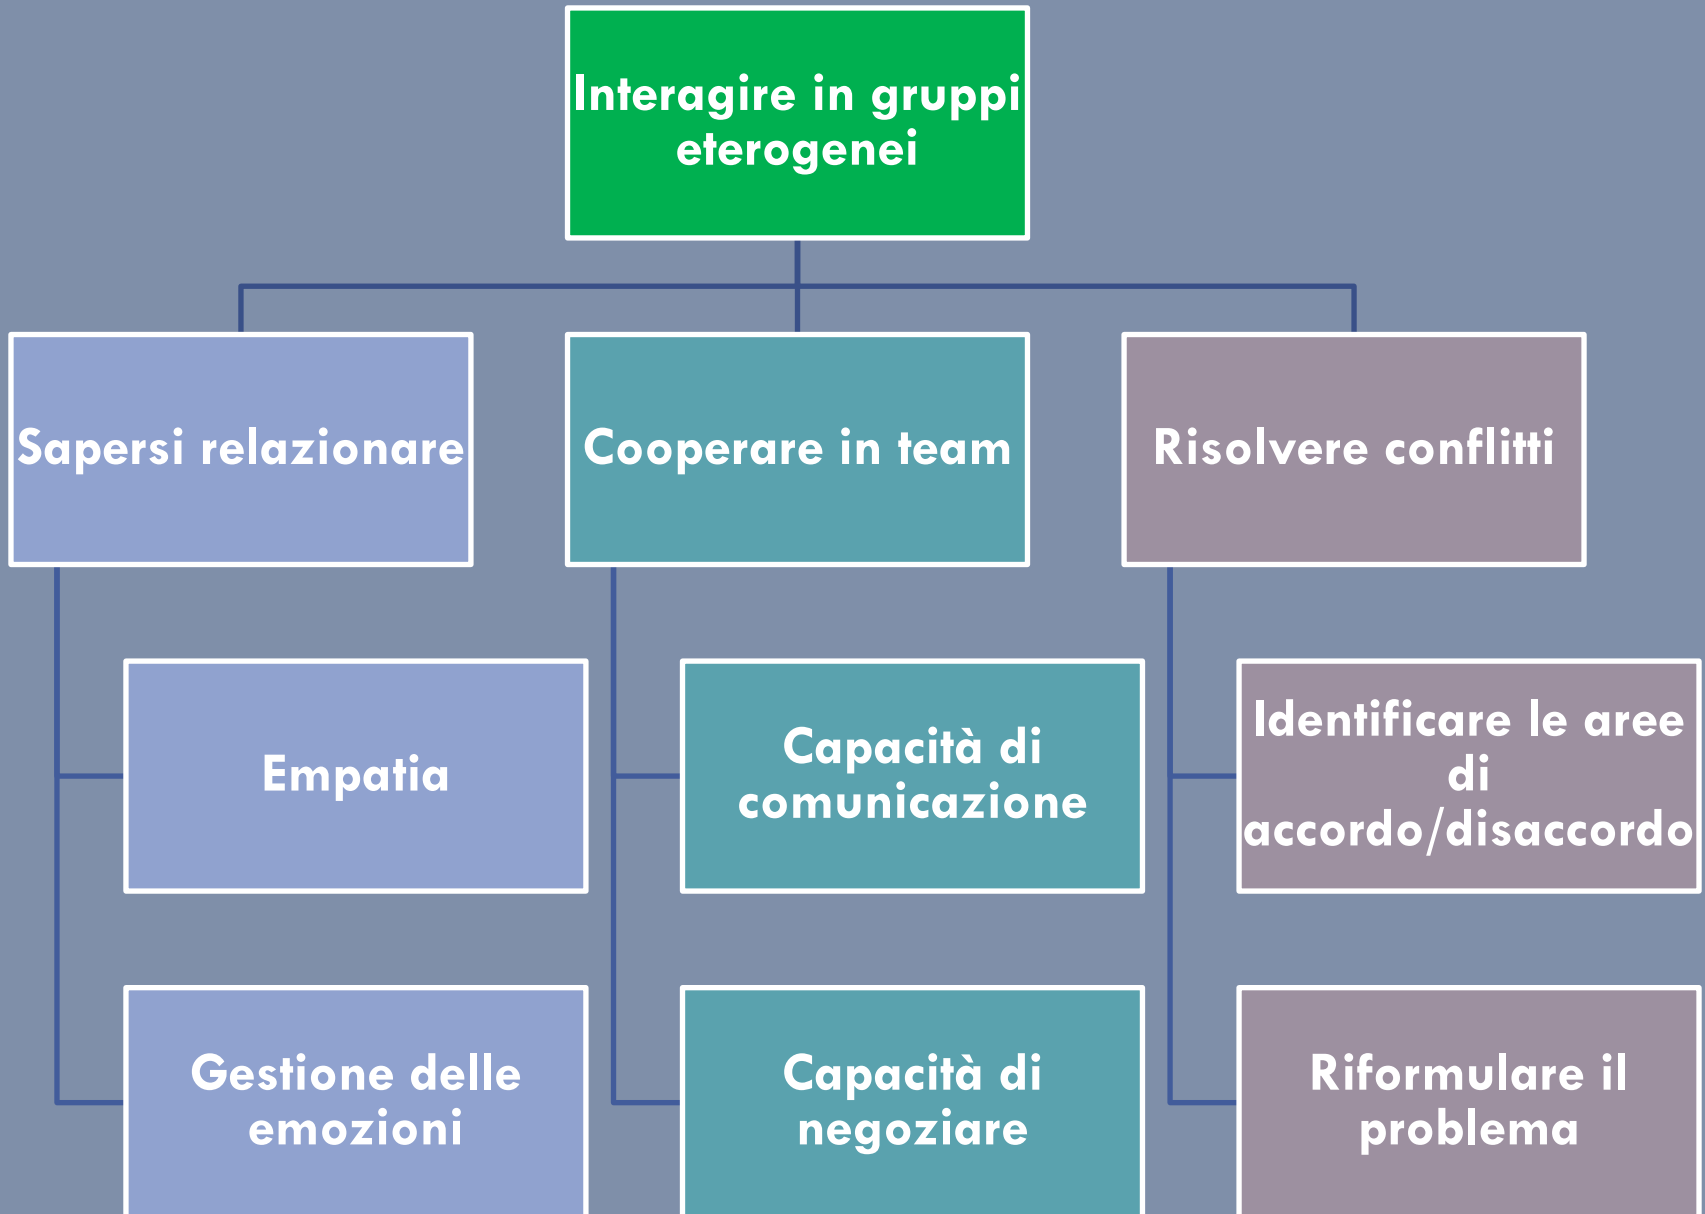 Interagire in gruppi
eterogenei
Sapersi relazionare
Cooperare in team
Risolvere conflitti
Empatia
Capacità di
comunicazione
Identificare le aree
di
accordo/disaccordo
Gestione delle
emozioni
Capacità di
negoziare
Riformulare il
problema